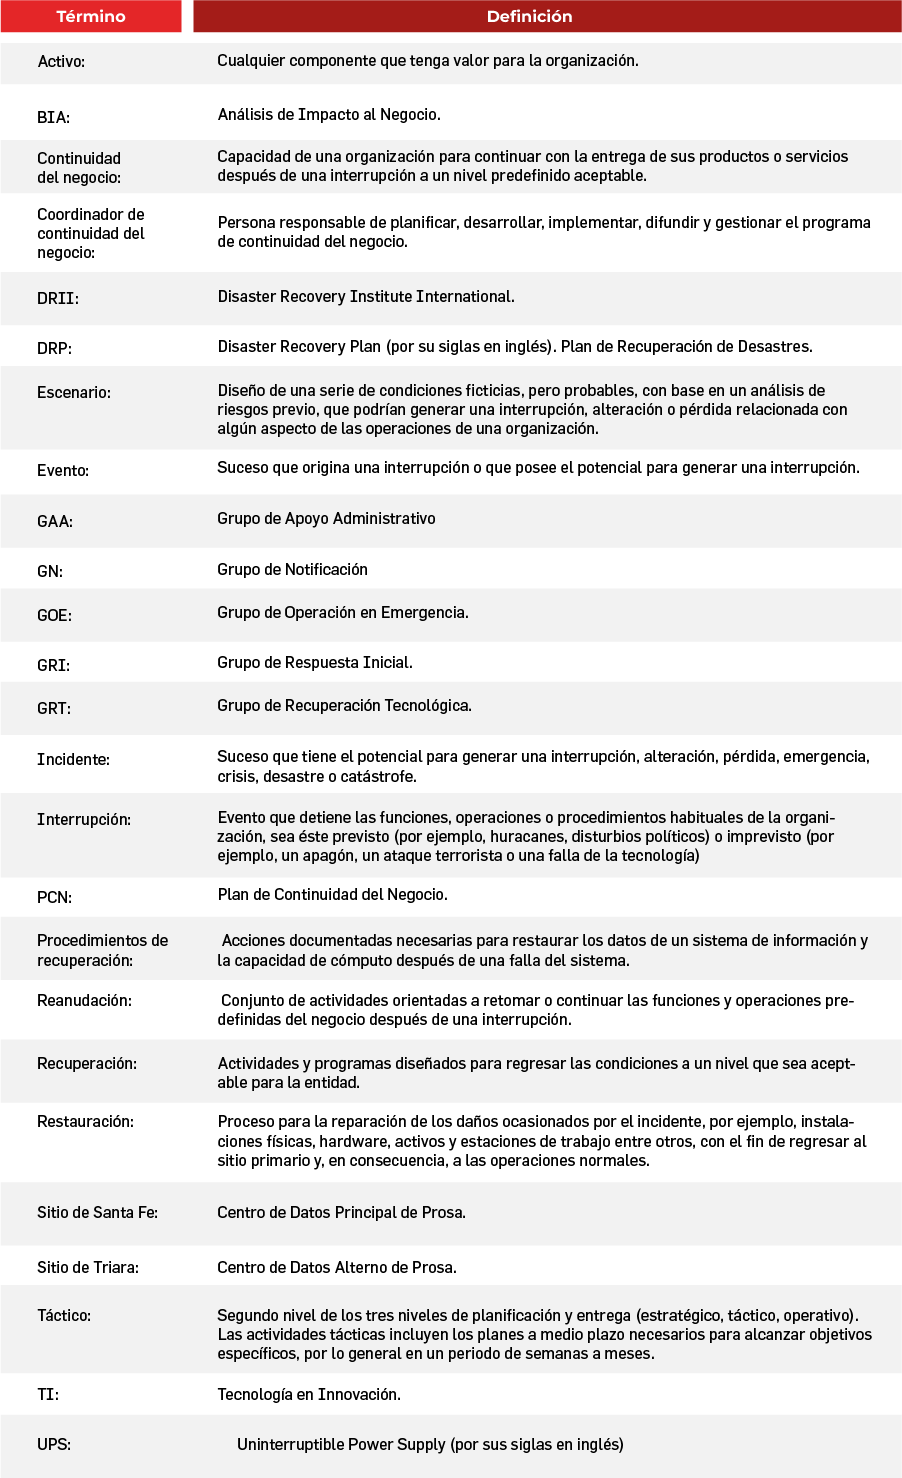 Término
Definición
Activo:
Cualquier componente que tenga valor para la organización.
BIA:
Análisis de Impacto al Negocio.
Continuidad
del negocio:
Capacidad de una organización para continuar con la entrega de sus productos o servicios
después de una interrupción a un nivel predefinido aceptable.
Coordinador de
continuidad del
negocio:
Persona responsable de planificar, desarrollar, implementar, difundir y gestionar el programa
de continuidad del negocio.
DRII:
Disaster Recovery Institute International.
DRP:
Disaster Recovery Plan (por su siglas en inglés). Plan de Recuperación de Desastres.
Escenario:
Diseño de una serie de condiciones ficticias, pero probables, con base en un análisis de
riesgos previo, que podrían generar una interrupción, alteración o pérdida relacionada con
algún aspecto de las operaciones de una organización.
Evento:
Suceso que origina una interrupción o que posee el potencial para generar una interrupción.
GAA:
Grupo de Apoyo Administrativo
GN:
Grupo de Notificación
GOE:
Grupo de Operación en Emergencia.
GRI:
Grupo de Respuesta Inicial.
GRT:
Grupo de Recuperación Tecnológica.
Incidente:
Suceso que tiene el potencial para generar una interrupción, alteración, pérdida, emergencia,
crisis, desastre o catástrofe.
Interrupción:
Evento que detiene las funciones, operaciones o procedimientos habituales de la organi-
zación, sea éste previsto (por ejemplo, huracanes, disturbios políticos) o imprevisto (por
ejemplo, un apagón, un ataque terrorista o una falla de la tecnología)
PCN:
Plan de Continuidad del Negocio.
Procedimientos de
recuperación:
Acciones documentadas necesarias para restaurar los datos de un sistema de información y
la capacidad de cómputo después de una falla del sistema.
Reanudación:
Conjunto de actividades orientadas a retomar o continuar las funciones y operaciones pre-
definidas del negocio después de una interrupción.
Recuperación:
Actividades y programas diseñados para regresar las condiciones a un nivel que sea acept-
able para la entidad.
Restauración:
Proceso para la reparación de los daños ocasionados por el incidente, por ejemplo, instala-
ciones físicas, hardware, activos y estaciones de trabajo entre otros, con el fin de regresar al
sitio primario y, en consecuencia, a las operaciones normales.
Sitio de Santa Fe:
Centro de Datos Principal de Prosa.
Sitio de Triara:
Centro de Datos Alterno de Prosa.
Táctico:
Segundo nivel de los tres niveles de planificación y entrega (estratégico, táctico, operativo).
Las actividades tácticas incluyen los planes a medio plazo necesarios para alcanzar objetivos
específicos, por lo general en un periodo de semanas a meses.
TI:
Tecnología en Innovación.
UPS:
Uninterruptible Power Supply (por sus siglas en inglés)